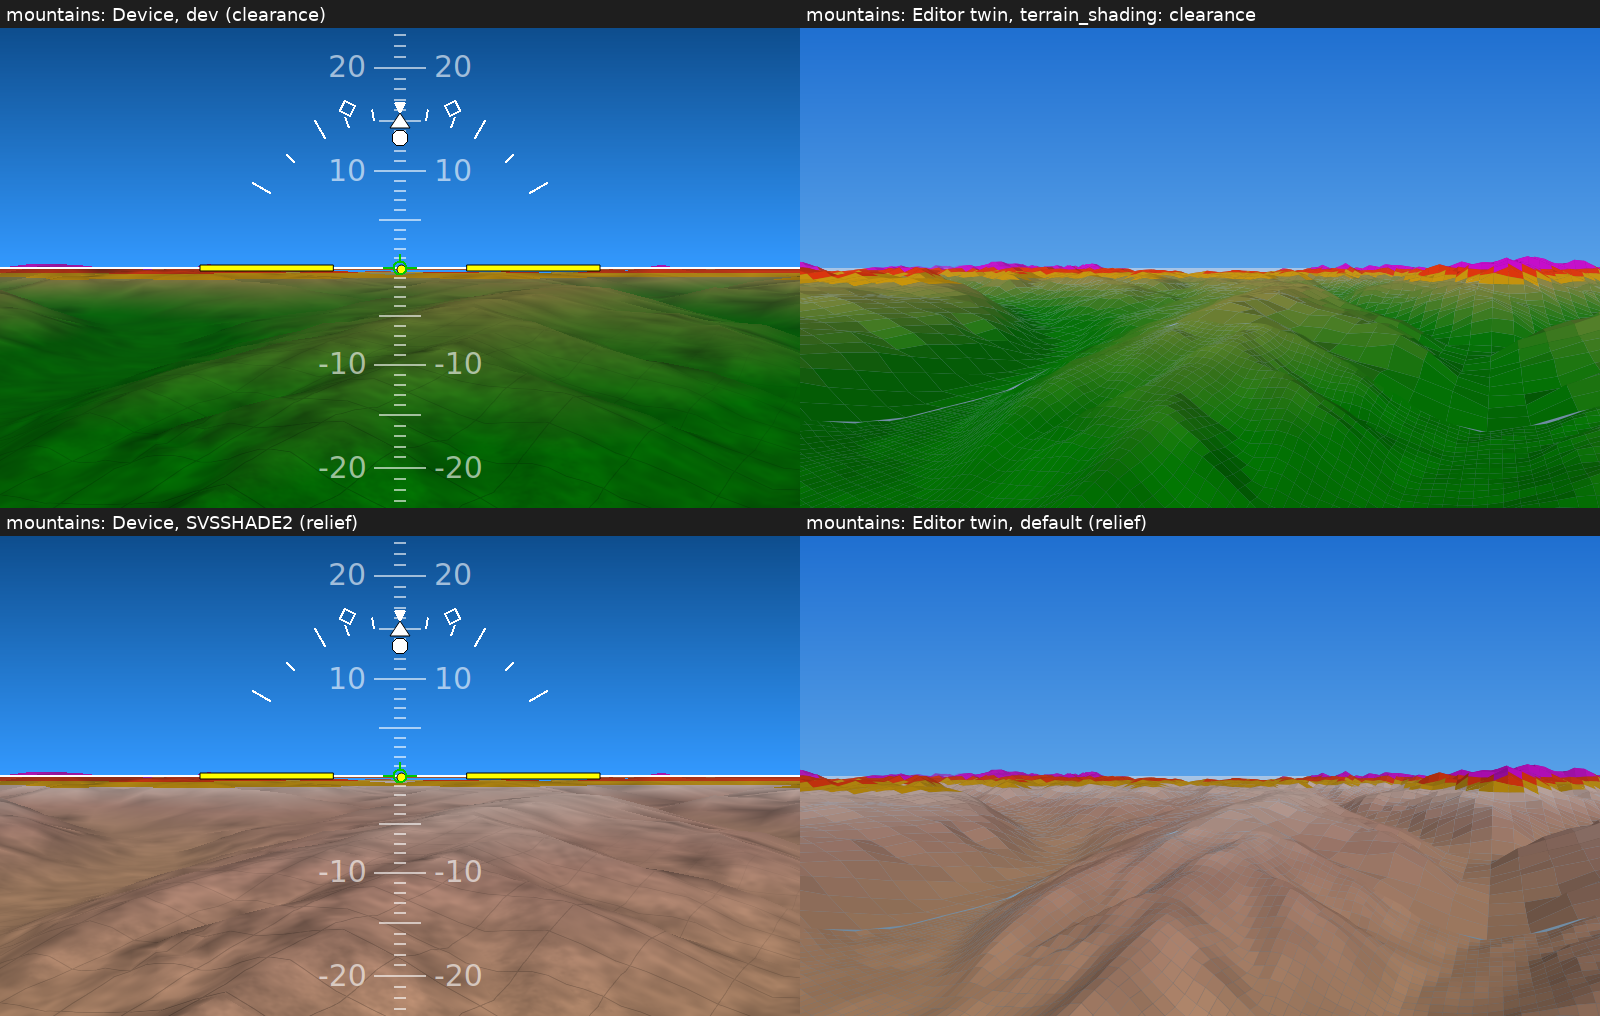 mountains: Device, dev (clearance)
mountains: Editor twin, terrain_shading: clearance
20 20
10 10
-10 -10
-20 -20
mountains: Device, SVSSHADE2 (relief)
mountains: Editor twin, default (relief)
20 20
10 10
-10 -10
-20 -20